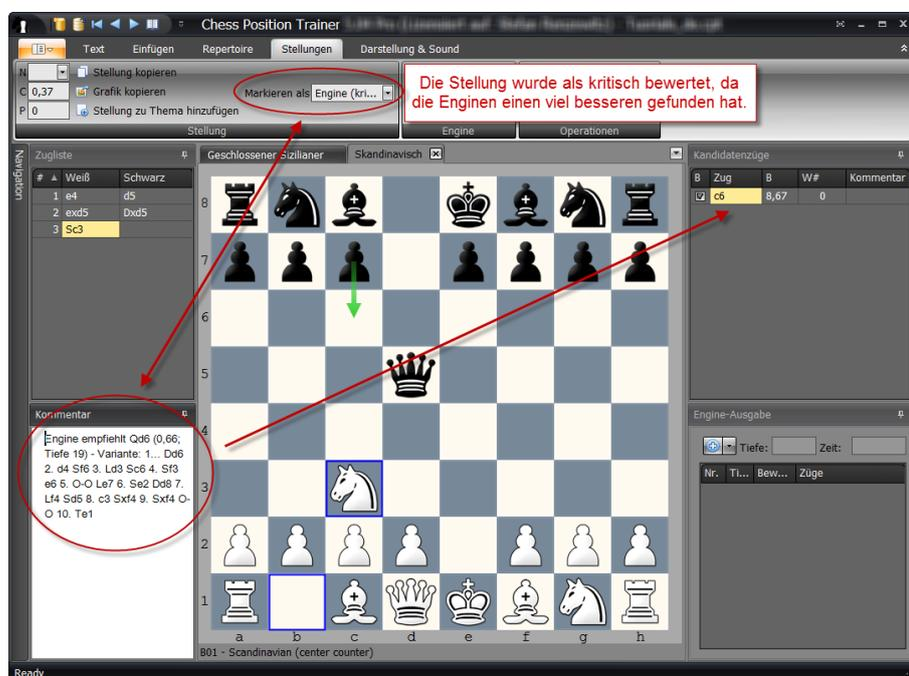 Chess Position Trainer
Text Einfügen Repertoire Stellungen Darstellung & Sound
N Stellung kopieren
C 0,37 Grafik kopieren
P 0 Stellung zu Thema hinzufügen
Markieren als Engine (kri...
Die Stellung wurde als kritisch bewertet, da
die Enginen einen viel besseren gefunden hat.
Stellung Engine Operationen
Navigation
Zugliste
# Weiß Schwarz
1 e4 d5
2 exd5 Dxd5
3 Sc3
Geschlossener Sizilianer Skandinavisch
Kandidatenzüge
B Zug B W# Kommentar
c6 8,67 0
8
7
6
5
4
3
2
1
a b c d e f g h
B01 - Scandinavian (center counter)
Kommentar
Engine empfiehlt Qd6 (0,66;
Tiefe 19) - Variante: 1... Dd6
2. d4 Sf6 3. Ld3 Sc6 4. Sf3
e6 5. O-O Le7 6. Se2 Dd8 7.
Lf4 Sd5 8. c3 Sxf4 9. Sxf4 O-
O 10. Te1
Engine-Ausgabe
Tiefe: Zeit:
Nr. Ti... Bew... Züge
Ready